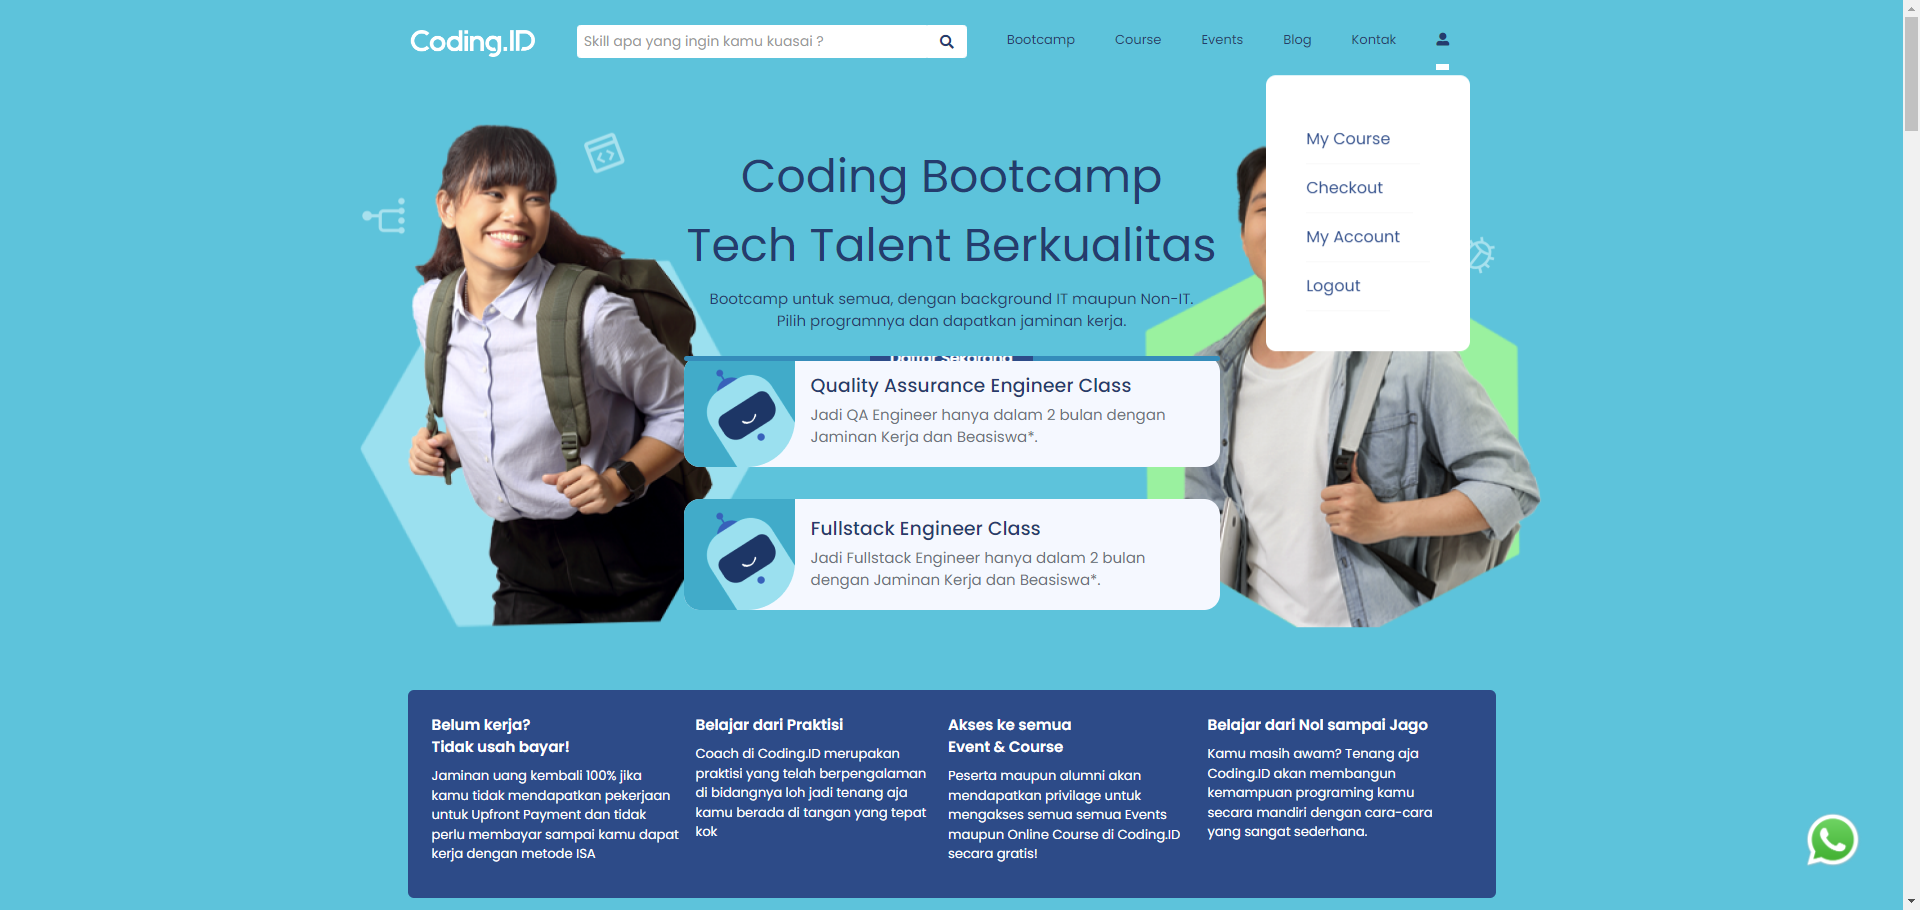 Coding.ID
Skill apa yang ingin kamu kuasai ?
Bootcamp
Course
Events
Blog
Kontak
My Course
Checkout
My Account
Logout
Coding Bootcamp
Tech Talent Berkualitas
Bootcamp untuk semua, dengan background IT maupun Non-IT.
Pilih programnya dan dapatkan jaminan kerja.
Daftar Sekarang
Quality Assurance Engineer Class
Jadi QA Engineer hanya dalam 2 bulan dengan
Jaminan Kerja dan Beasiswa*.
Fullstack Engineer Class
Jadi Fullstack Engineer hanya dalam 2 bulan
dengan Jaminan Kerja dan Beasiswa*.
Belum kerja?
Tidak usah bayar!
Jaminan uang kembali 100% jika
kamu tidak mendapatkan pekerjaan
untuk Upfront Payment dan tidak
perlu membayar sampai kamu dapat
kerja dengan metode ISA
Belajar dari Praktisi
Coach di Coding.ID merupakan
praktisi yang telah berpengalaman
di bidangnya loh jadi tenang aja
kamu berada di tangan yang tepat
kok
Akses ke semua
Event & Course
Peserta maupun alumni akan
mendapatkan privilage untuk
mengakses semua semua Events
maupun Online Course di Coding.ID
secara gratis!
Belajar dari Nol sampai Jago
Kamu masih awam? Tenang aja
Coding.ID akan membangun
kemampuan programing kamu
secara mandiri dengan cara-cara
yang sangat sederhana.